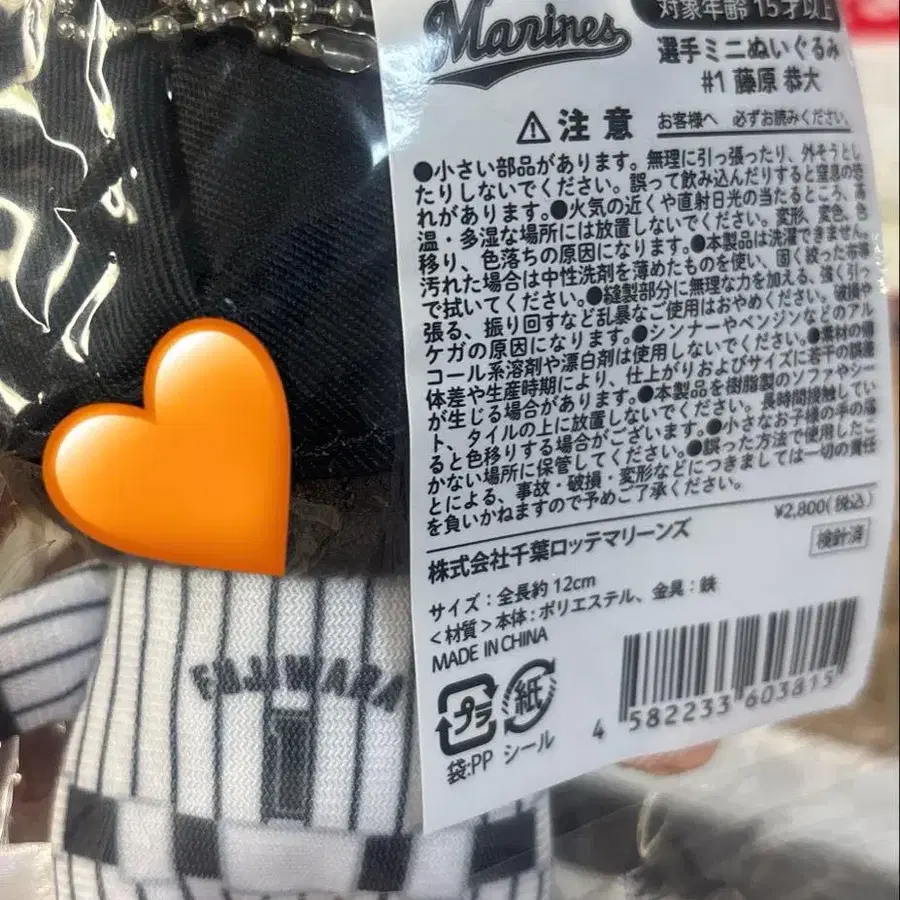 Marines
対象年齢 15才以上
選手ミニぬいぐるみ
#1 藤原 恭大
注意 お客様へ 必ずお読みください。
●小さい部品があります。無理に引っ張ったり、外そうとし
たりしないでください。誤って飲み込んだりすると窒息の恐
れがあります。●火気の近くや直射日光の当たるところ、高
温・多湿な場所には放置しないでください。変形、変色、色
移り、色落ちの原因になります。●本製品は洗濯できません。
汚れた場合は中性洗剤を薄めたものを使い、固く絞った布等
で拭いてください。●縫製部分に無理な力を加える、強く引っ
張る、振り回すなど乱暴なご使用はおやめください。破損や
ケガの原因になります。●シンナーやベンジンなどのアル
コール系溶剤や漂白剤は使用しないでください。●素材の個
体差や生産時期により、仕上がりおよびサイズに若干の誤差
が生じる場合があります。●本製品を樹脂製のソファやシー
ト、タイルの上に放置しないでください。長時間接触してい
ると色移りする場合がございます。●小さなお子様の手の届
かない場所に保管してください。●誤った方法で使用したこ
とによる、事故・破損・変形などにつきましては一切の責任
を負いかねますので予めご了承ください。
¥2,800(税込)
株式会社千葉ロッテマリーンズ 検針済
サイズ:全長約 12cm
<材質>本体:ポリエステル、金具:鉄
MADE IN CHINA
プラ 紙
袋:PP シール
4 582233 603815
FUJIWARA
1